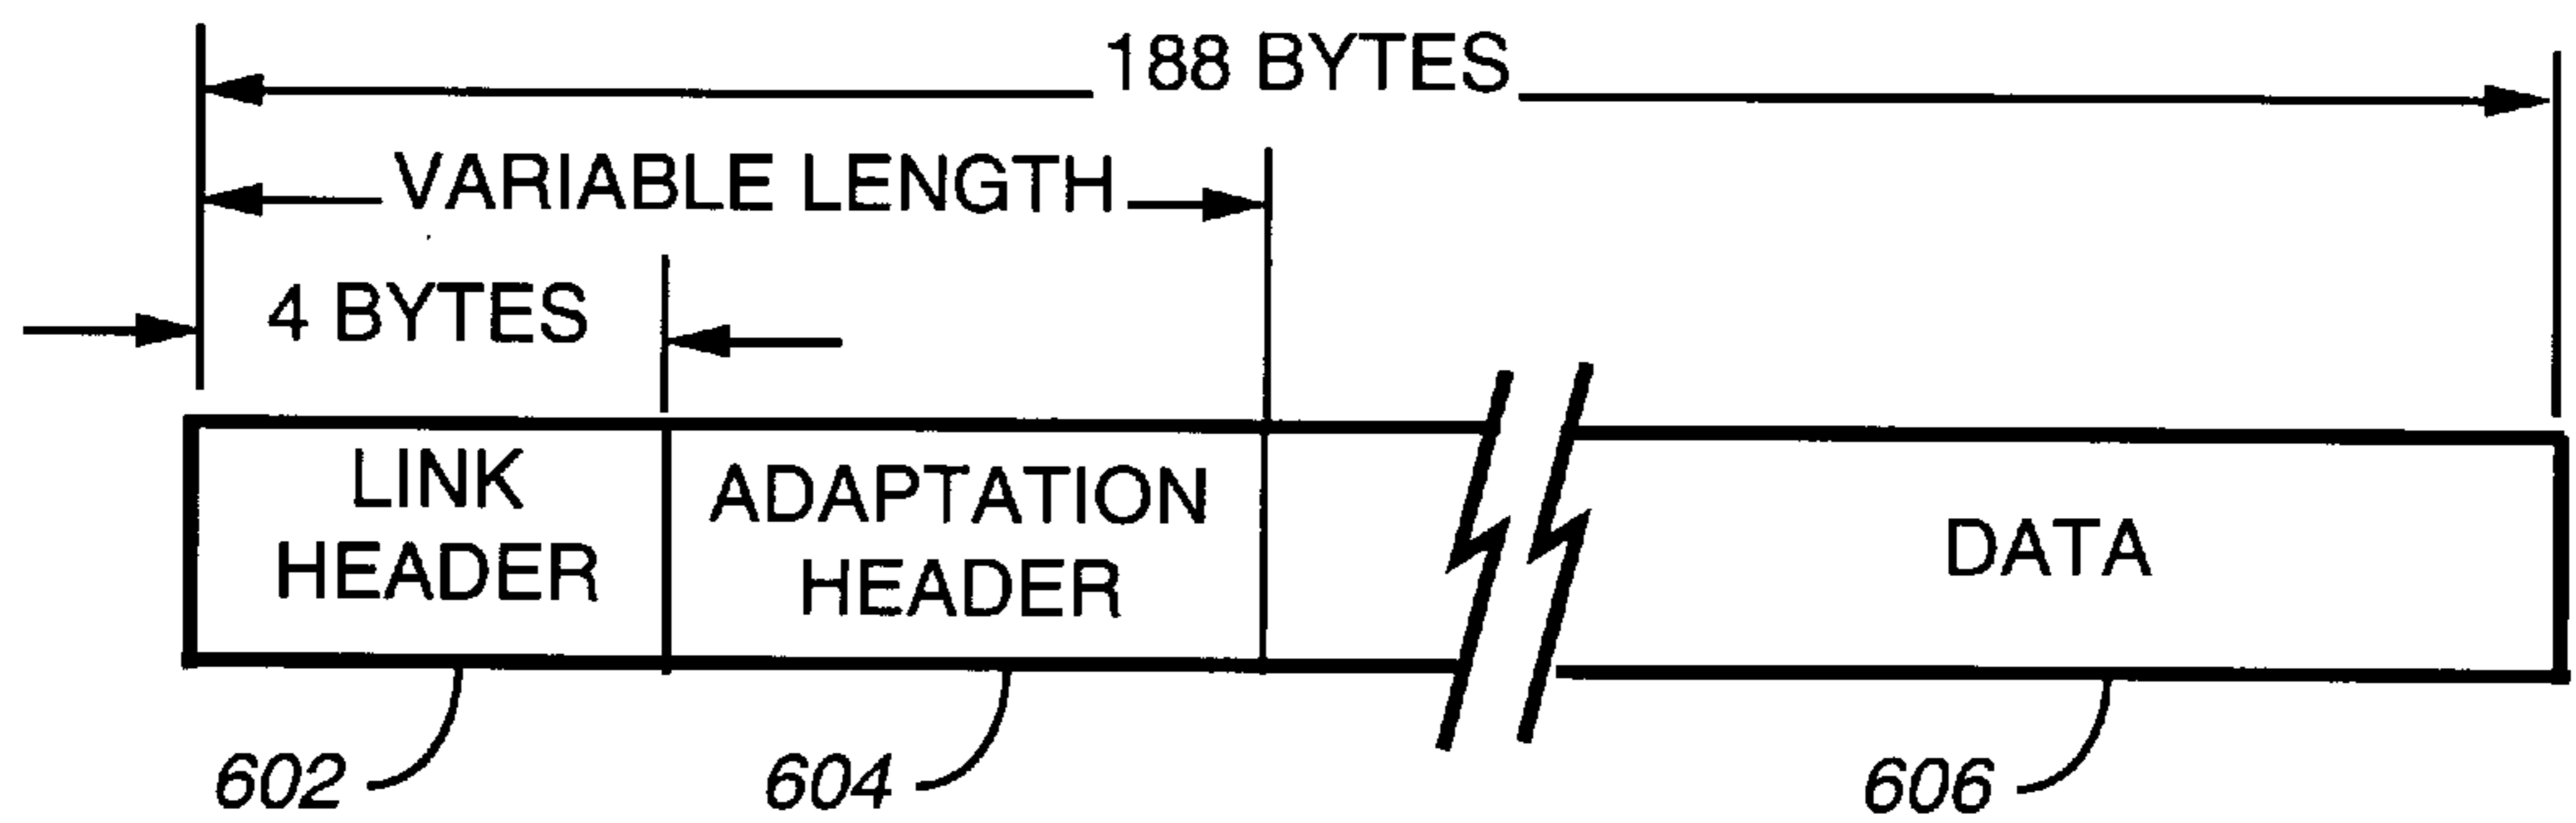 188 BYTES
VARIABLE LENGTH
4 BYTES
LINK
HEADER
ADAPTATION
HEADER
DATA
602
604
606